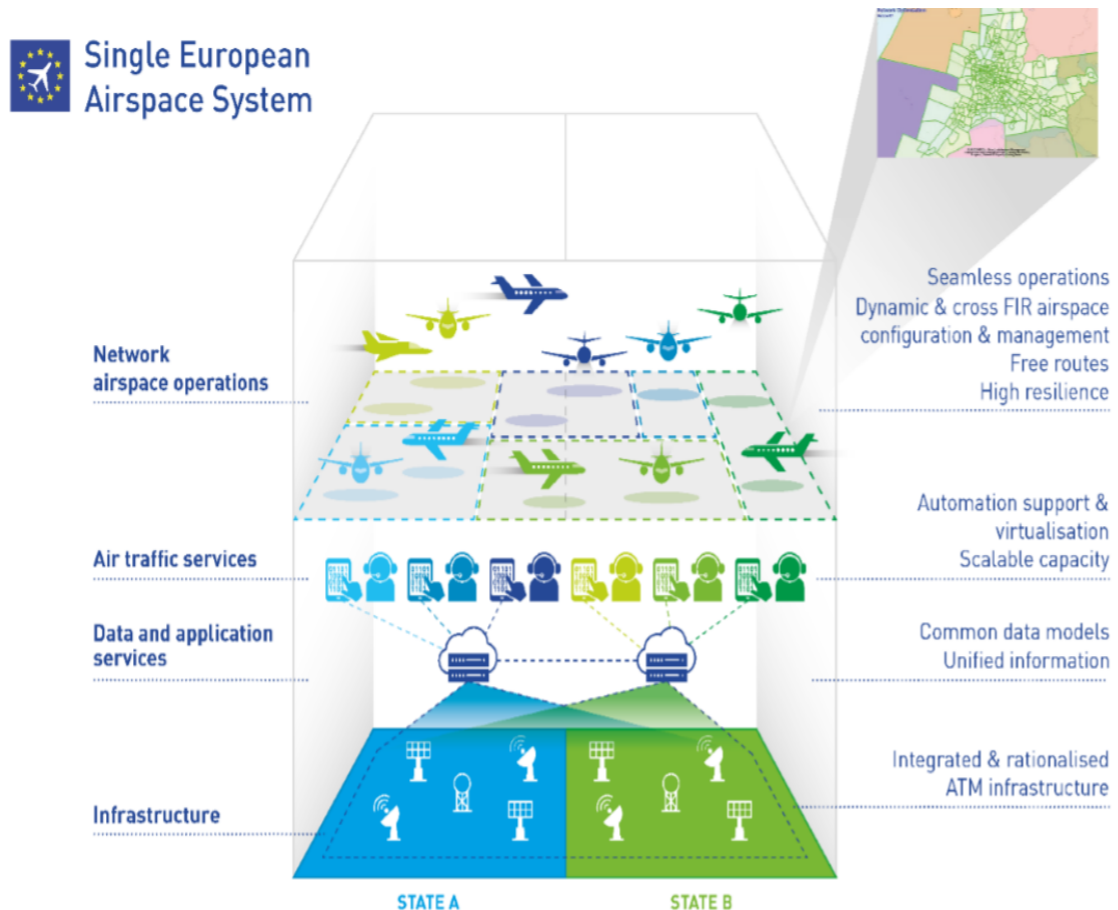 Single European
Airspace System
Network
airspace operations
Seamless operations
Dynamic & cross FIR airspace
configuration & management
Free routes
High resilience
Air traffic services
Automation support &
virtualisation
Scalable capacity
Data and application
services
Common data models
Unified information
Infrastructure
Integrated & rationalised
ATM infrastructure
STATE A
STATE B